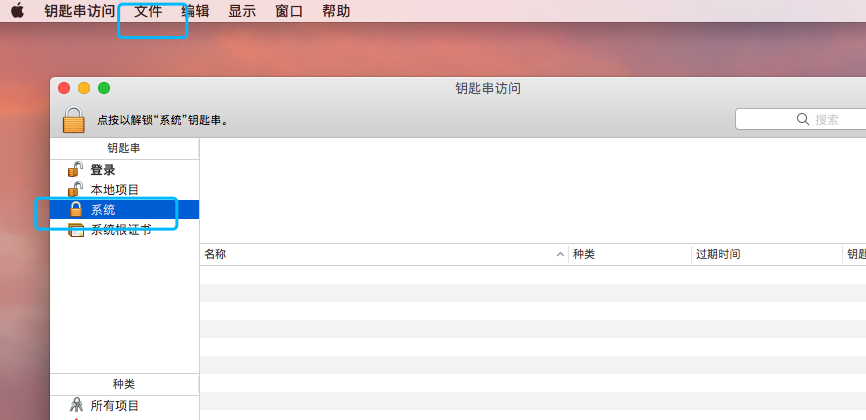 钥匙串访问 文件 编辑 显示 窗口 帮助
钥匙串访问
点按以解锁“系统”钥匙串。
搜索
钥匙串
登录
本地项目
系统
系统根证书
名称 种类 过期时间 钥匙
种类
所有项目